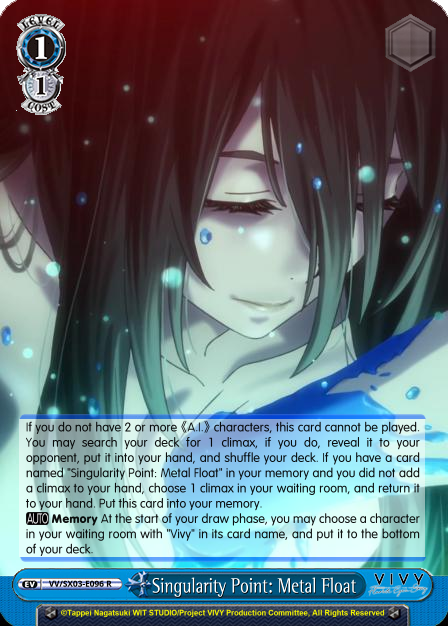 LEVEL
1
1
COST
If you do not have 2 or more 《A.I.》 characters, this card cannot be played.
You may search your deck for 1 climax, if you do, reveal it to your
opponent, put it into your hand, and shuffle your deck. If you have a card
named "Singularity Point: Metal Float" in your memory and you did not add
a climax to your hand, choose 1 climax in your waiting room, and return it
to your hand. Put this card into your memory.
AUTO Memory At the start of your draw phase, you may choose a character
in your waiting room with "Vivy" in its card name, and put it to the bottom
of your deck.
EV VV/SX03-E096 R Singularity Point: Metal Float VIVY
©Tappei Nagatsuki WIT STUDIO/Project VIVY Production Committee, All Rights Reserved